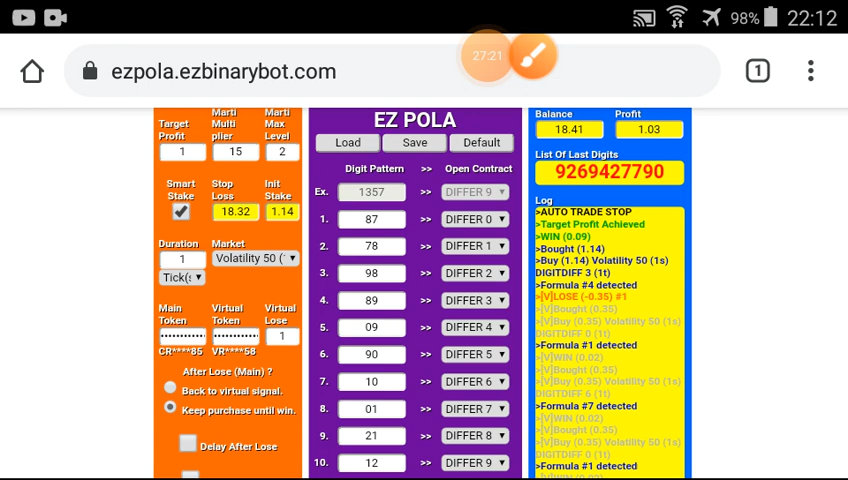 98% 22:12
ezpola.ezbinarybot.com
27:21
1
Target Profit
Marti Multi plier
Marti Max Level
1 15 2
Smart Stake
Stop Loss
Init Stake
18.32 1.14
Duration Market
1 Volatility 50 (
Tick(s
Main Token
Virtual Token
Virtual Lose
1
CR****85 VR****58
After Lose (Main) ?
Back to virtual signal.
Keep purchase until win.
Delay After Lose
EZ POLA
Load Save Default
Digit Pattern >> Open Contract
Ex. 1357 >> DIFFER 9
1. 87 >> DIFFER 0
2. 78 >> DIFFER 1
3. 98 >> DIFFER 2
4. 89 >> DIFFER 3
5. 09 >> DIFFER 4
6. 90 >> DIFFER 5
7. 10 >> DIFFER 6
8. 01 >> DIFFER 7
9. 21 >> DIFFER 8
10. 12 >> DIFFER 9
Balance Profit
18.41 1.03
List Of Last Digits
9269427790
Log
>AUTO TRADE STOP
>Target Profit Achieved
>WIN (0.09)
>Bought (1.14)
>Buy (1.14) Volatility 50 (1s)
DIGITDIFF 3 (1t)
>Formula #4 detected
>[V]LOSE (-0.35) #1
>[V]Bought (0.35)
>[V]Buy (0.35) Volatility 50 (1s)
DIGITDIFF 0 (1t)
>Formula #1 detected
>[V]WIN (0.02)
>[V]Bought (0.35)
>[V]Buy (0.35) Volatility 50 (1s)
DIGITDIFF 6 (1t)
>Formula #7 detected
>[V]WIN (0.02)
>[V]Bought (0.35)
>[V]Buy (0.35) Volatility 50 (1s)
DIGITDIFF 0 (1t)
>Formula #1 detected
>[V]WIN (0.02)